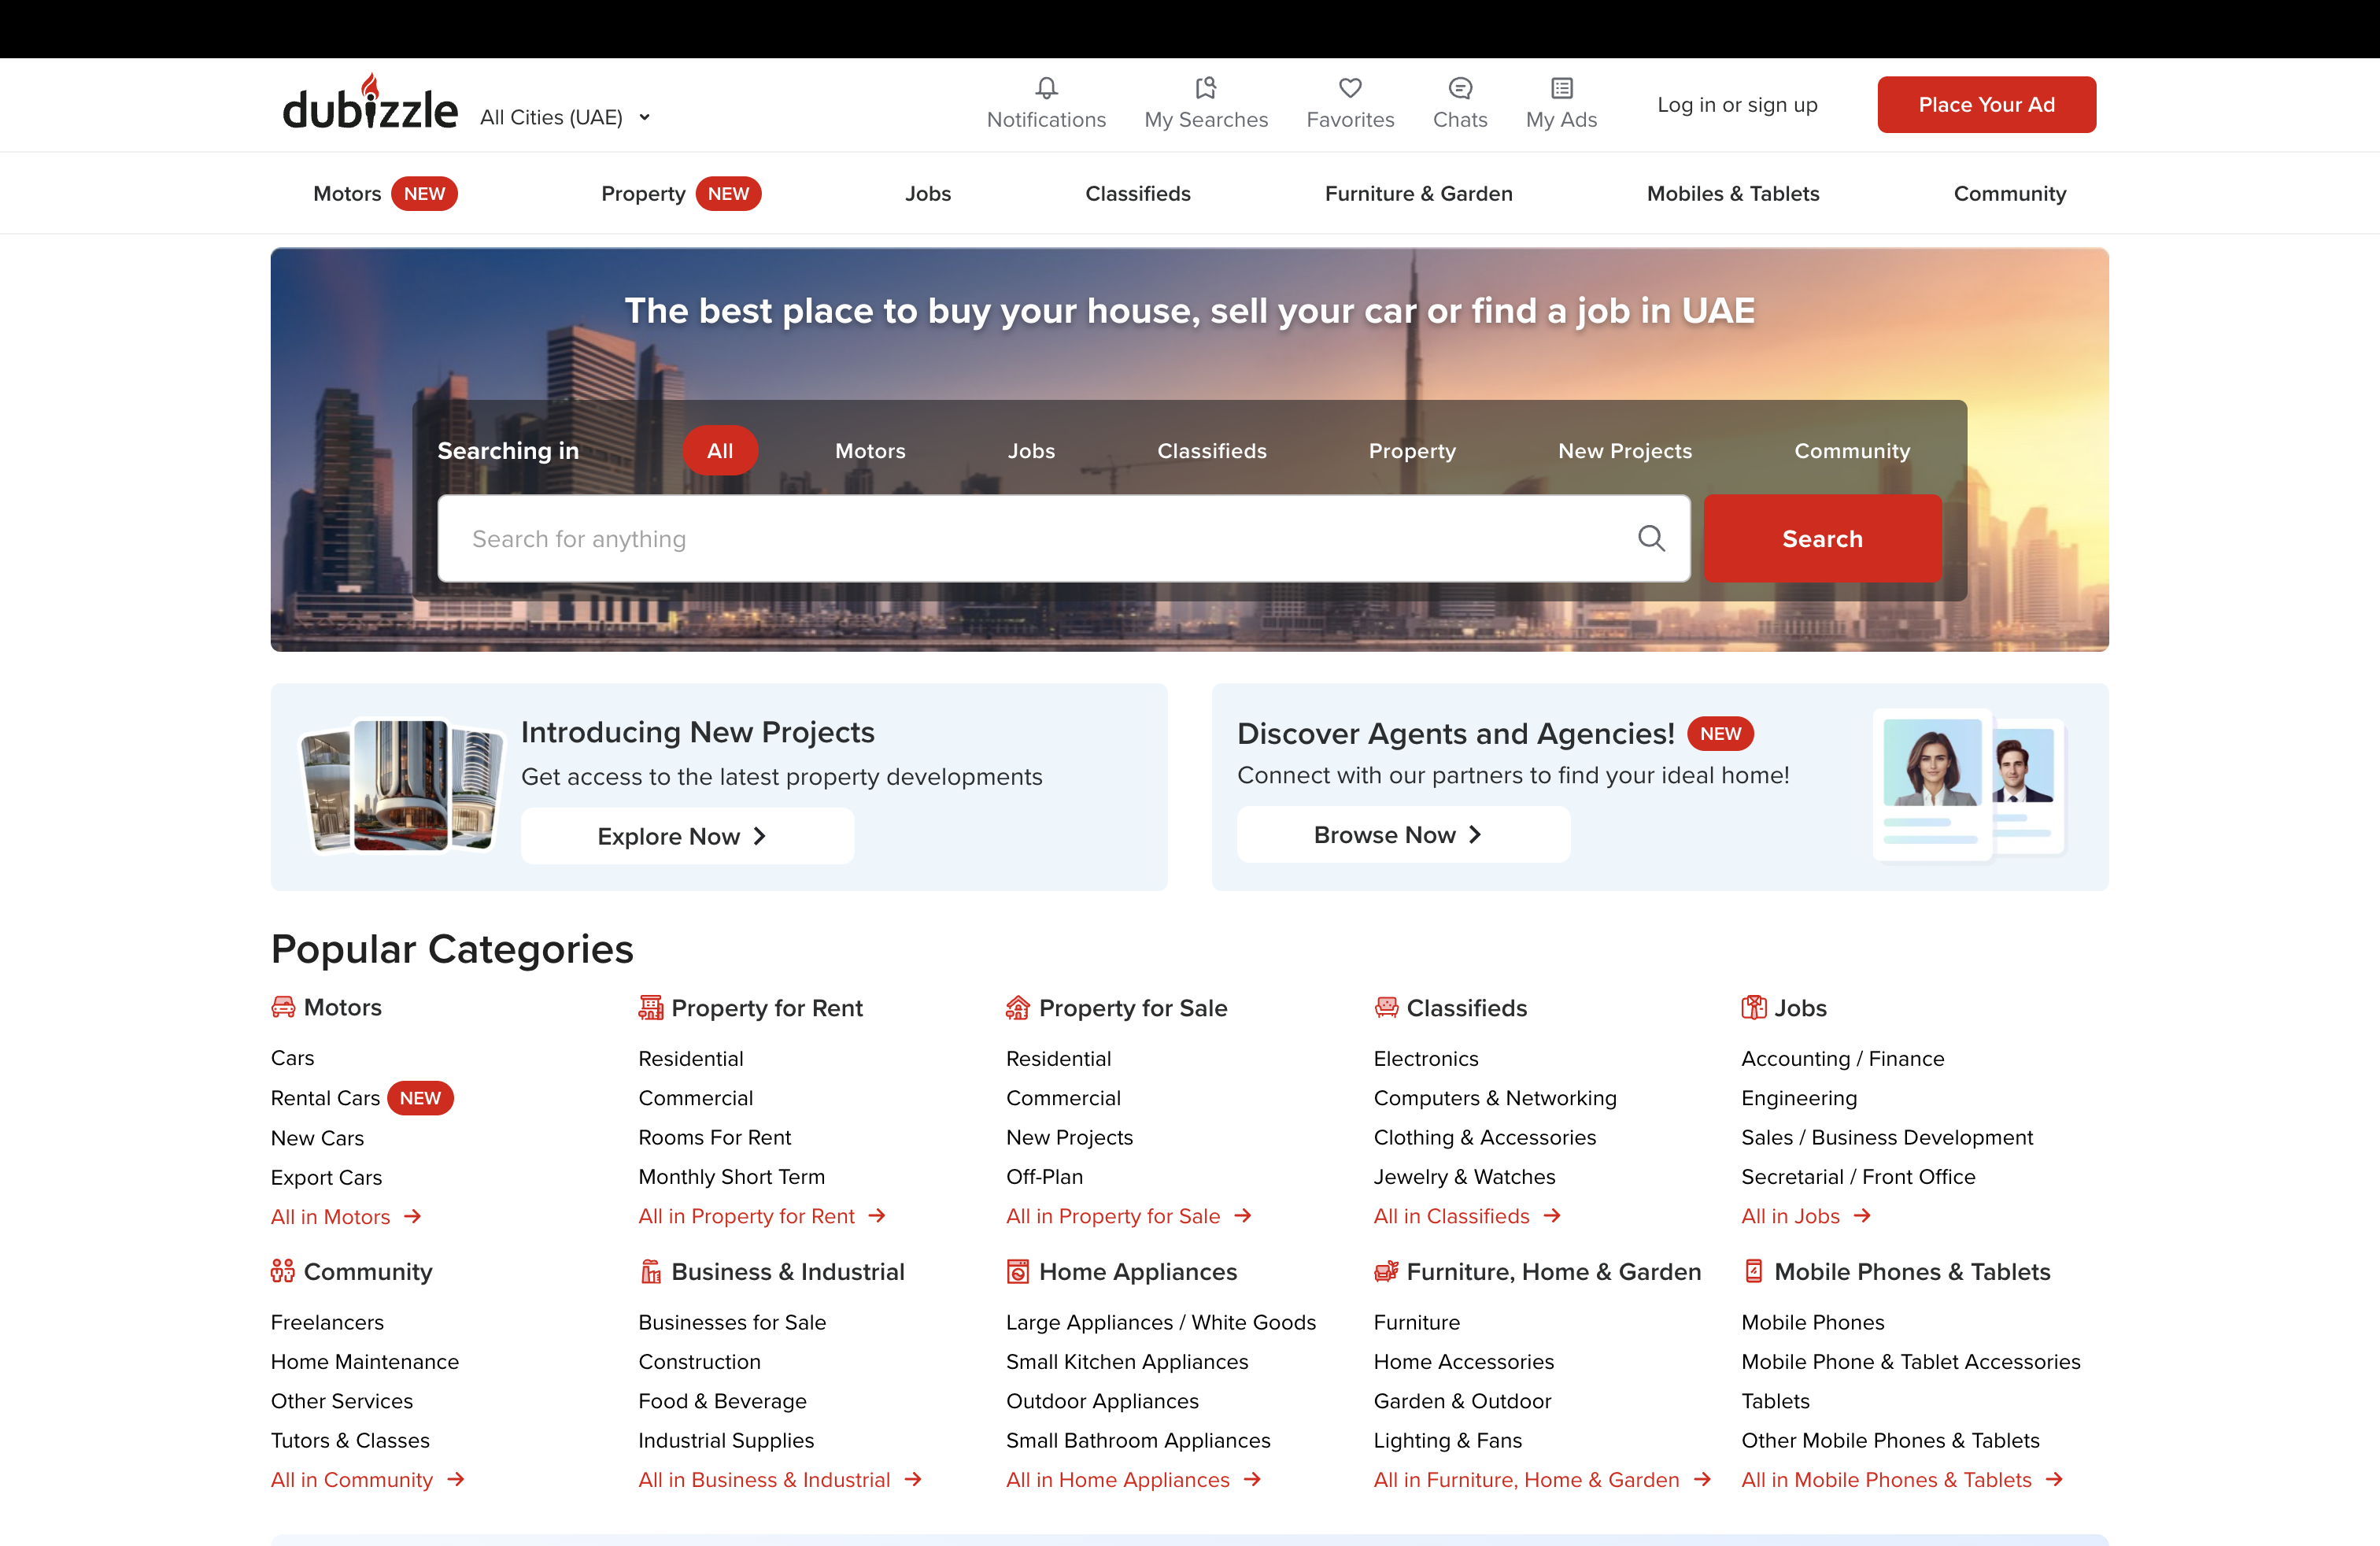 dubizzle
All Cities (UAE)
Notifications
My Searches
Favorites
Chats
My Ads
Log in or sign up
Place Your Ad
Motors NEW
Property NEW
Jobs
Classifieds
Furniture & Garden
Mobiles & Tablets
Community
The best place to buy your house, sell your car or find a job in UAE
Searching in
All
Motors
Jobs
Classifieds
Property
New Projects
Community
Search for anything
Search
Introducing New Projects
Get access to the latest property developments
Explore Now
Discover Agents and Agencies! NEW
Connect with our partners to find your ideal home!
Browse Now
Popular Categories
Motors
Cars
Rental Cars NEW
New Cars
Export Cars
All in Motors
Property for Rent
Residential
Commercial
Rooms For Rent
Monthly Short Term
All in Property for Rent
Property for Sale
Residential
Commercial
New Projects
Off-Plan
All in Property for Sale
Classifieds
Electronics
Computers & Networking
Clothing & Accessories
Jewelry & Watches
All in Classifieds
Jobs
Accounting / Finance
Engineering
Sales / Business Development
Secretarial / Front Office
All in Jobs
Community
Freelancers
Home Maintenance
Other Services
Tutors & Classes
All in Community
Business & Industrial
Businesses for Sale
Construction
Food & Beverage
Industrial Supplies
All in Business & Industrial
Home Appliances
Large Appliances / White Goods
Small Kitchen Appliances
Outdoor Appliances
Small Bathroom Appliances
All in Home Appliances
Furniture, Home & Garden
Furniture
Home Accessories
Garden & Outdoor
Lighting & Fans
All in Furniture, Home & Garden
Mobile Phones & Tablets
Mobile Phones
Mobile Phone & Tablet Accessories
Tablets
Other Mobile Phones & Tablets
All in Mobile Phones & Tablets